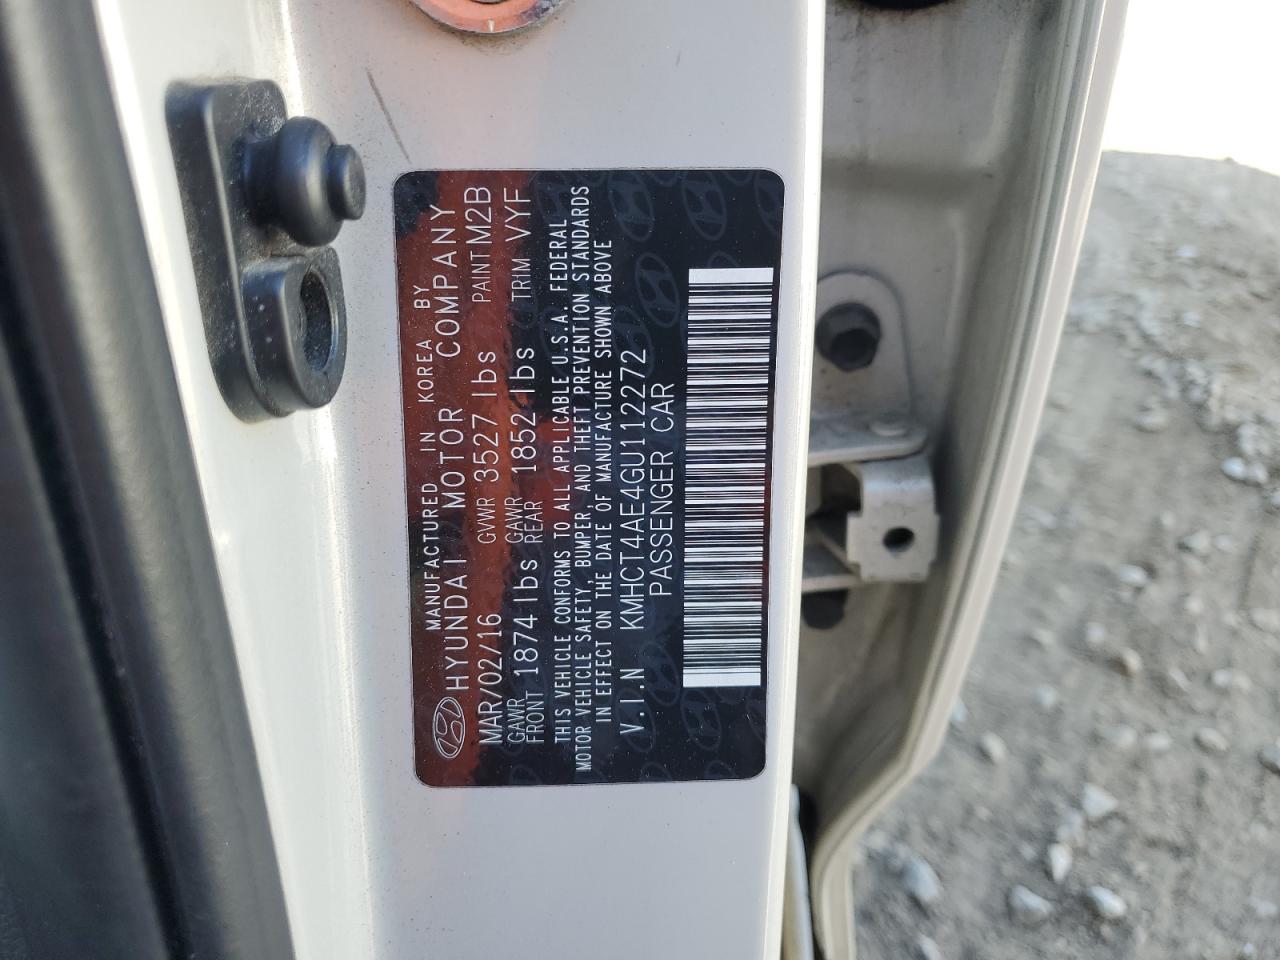 MANUFACTURED IN KOREA BY
HYUNDAI MOTOR COMPANY
MAR/02/16 GVWR 3527 lbs PAINT M2B
GAWR FRONT 1874 lbs GAWR REAR 1852 lbs TRIM VYF
THIS VEHICLE CONFORMS TO ALL APPLICABLE U.S.A. FEDERAL
MOTOR VEHICLE SAFETY, BUMPER, AND THEFT PREVENTION STANDARDS
IN EFFECT ON THE DATE OF MANUFACTURE SHOWN ABOVE
V.I.N KMHCT4AE4GU112272
PASSENGER CAR